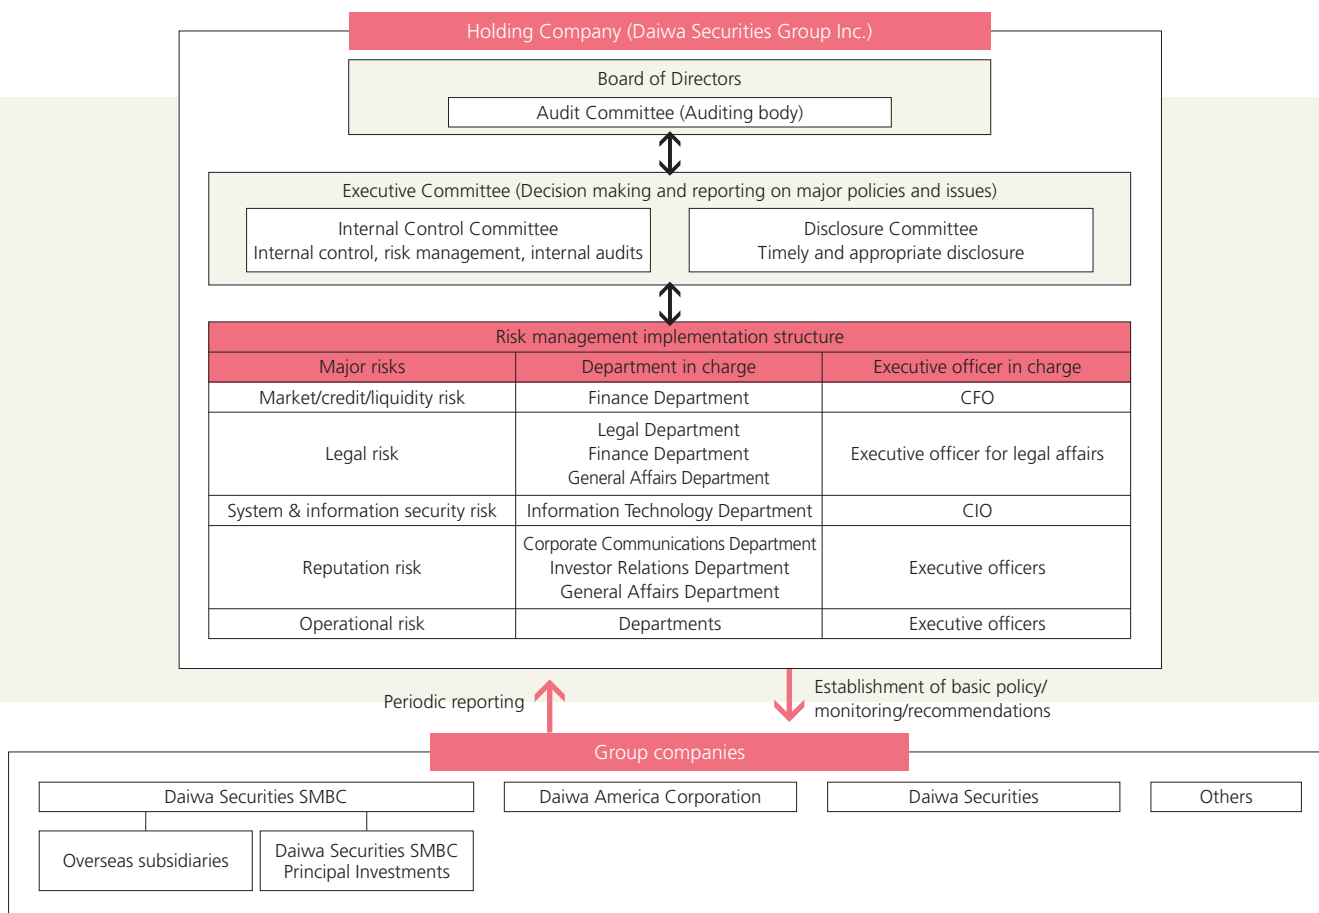 Holding Company (Daiwa Securities Group Inc.)
Board of Directors
Audit Committee (Auditing body)
Executive Committee (Decision making and reporting on major policies and issues)
Internal Control Committee
Internal control, risk management, internal audits
Disclosure Committee
Timely and appropriate disclosure
Risk management implementation structure
Major risks
Department in charge
Executive officer in charge
Market/credit/liquidity risk
Finance Department
CFO
Legal risk
Legal Department
Finance Department
General Affairs Department
Executive officer for legal affairs
System & information security risk
Information Technology Department
CIO
Reputation risk
Corporate Communications Department
Investor Relations Department
General Affairs Department
Executive officers
Operational risk
Departments
Executive officers
Periodic reporting
Establishment of basic policy/
monitoring/recommendations
Group companies
Daiwa Securities SMBC
Daiwa America Corporation
Daiwa Securities
Others
Overseas subsidiaries
Daiwa Securities SMBC
Principal Investments